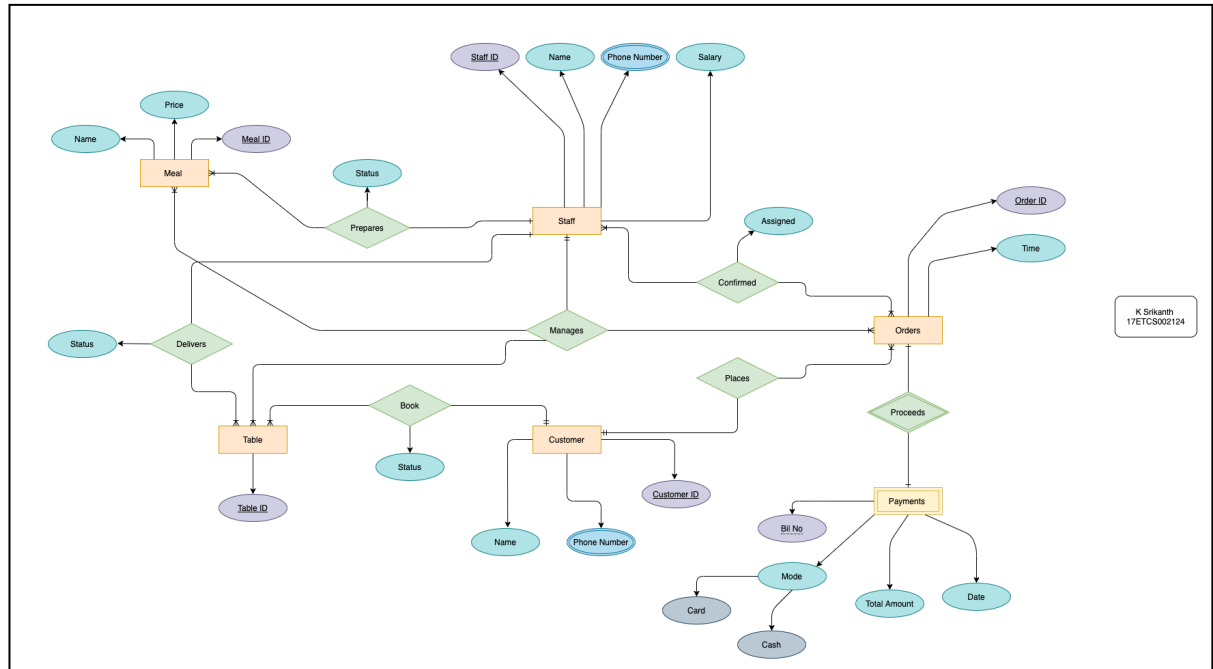 Staff ID
Name
Phone Number
Salary
Price
Name
Meal ID
Meal
Status
Prepares
Staff
Order ID
Assigned
Time
Confirmed
K Srikanth
17ETCS002124
Status
Delivers
Manages
Orders
Places
Book
Proceeds
Table
Customer
Status
Table ID
Customer ID
Name
Phone Number
Payments
Bil No
Mode
Card
Cash
Total Amount
Date